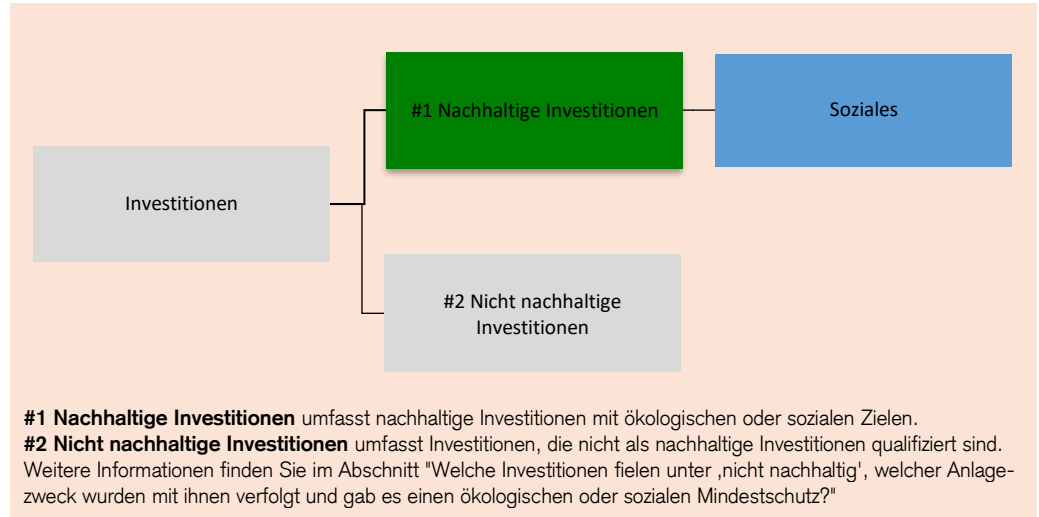 #1 Nachhaltige Investitionen
Soziales
Investitionen
#2 Nicht nachhaltige
Investitionen
#1 Nachhaltige Investitionen umfasst nachhaltige Investitionen mit ökologischen oder sozialen Zielen.
#2 Nicht nachhaltige Investitionen umfasst Investitionen, die nicht als nachhaltige Investitionen qualifiziert sind.
Weitere Informationen finden Sie im Abschnitt "Welche Investitionen fielen unter ‚nicht nachhaltig', welcher Anlage-
zweck wurden mit ihnen verfolgt und gab es einen ökologischen oder sozialen Mindestschutz?"